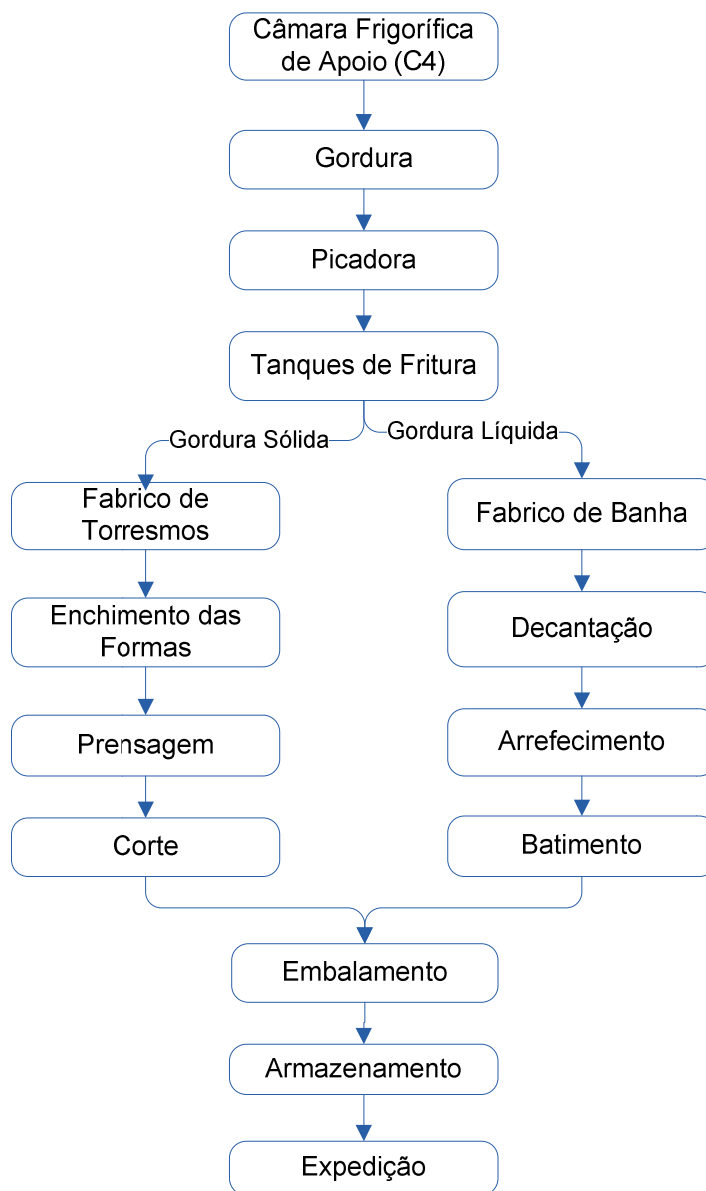 Câmara Frigorífica
de Apoio (C4)
Gordura
Picadora
Tanques de Fritura
Gordura Sólida
Gordura Líquida
Fabrico de
Torresmos
Fabrico de Banha
Enchimento das
Formas
Decantação
Prensagem
Arrefecimento
Corte
Batimento
Embalamento
Armazenamento
Expedição